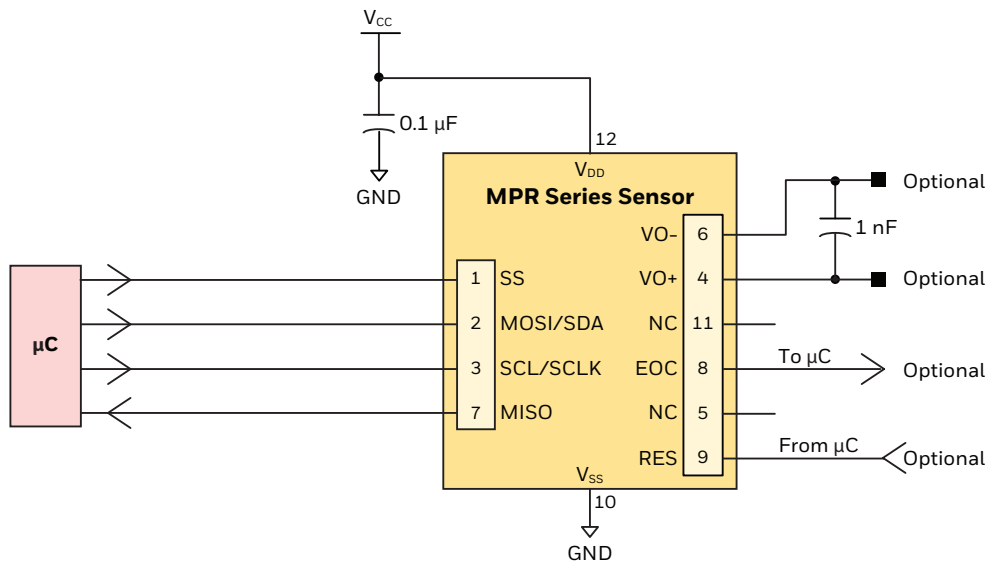 VCC
0.1 µF
GND
12
VDD
MPR Series Sensor
µC
1 SS
2 MOSI/SDA
3 SCL/SCLK
7 MISO
VO- 6
VO+ 4
NC 11
EOC 8
NC 5
RES 9
Optional
1 nF
Optional
To µC
Optional
From µC
Optional
VSS
10
GND